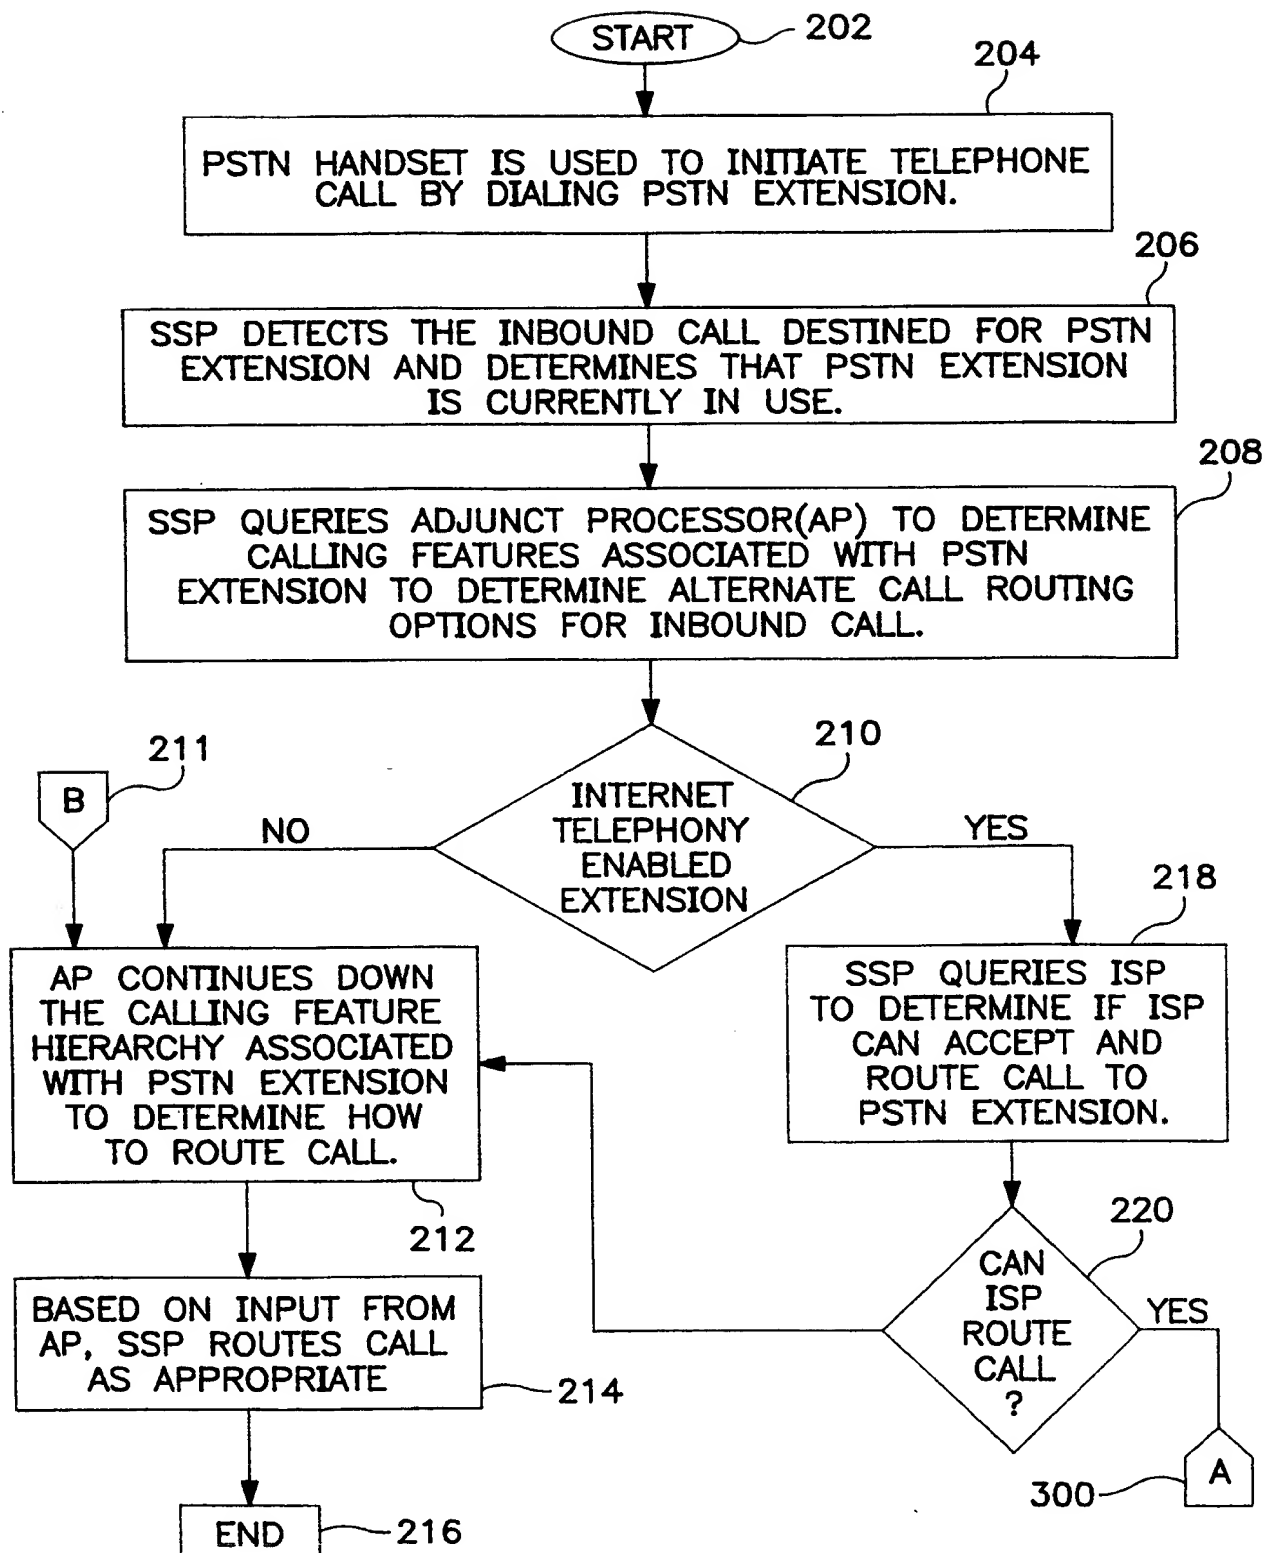 START
202
204
PSTN HANDSET IS USED TO INITIATE TELEPHONE
CALL BY DIALING PSTN EXTENSION.
206
SSP DETECTS THE INBOUND CALL DESTINED FOR PSTN
EXTENSION AND DETERMINES THAT PSTN EXTENSION
IS CURRENTLY IN USE.
208
SSP QUERIES ADJUNCT PROCESSOR(AP) TO DETERMINE
CALLING FEATURES ASSOCIATED WITH PSTN
EXTENSION TO DETERMINE ALTERNATE CALL ROUTING
OPTIONS FOR INBOUND CALL.
210
INTERNET
TELEPHONY
ENABLED
EXTENSION
211
B
NO
YES
218
AP CONTINUES DOWN
THE CALLING FEATURE
HIERARCHY ASSOCIATED
WITH PSTN EXTENSION
TO DETERMINE HOW
TO ROUTE CALL.
212
SSP QUERIES ISP
TO DETERMINE IF ISP
CAN ACCEPT AND
ROUTE CALL TO
PSTN EXTENSION.
220
CAN
ISP
ROUTE
CALL
?
YES
BASED ON INPUT FROM
AP, SSP ROUTES CALL
AS APPROPRIATE
214
300
A
END
216